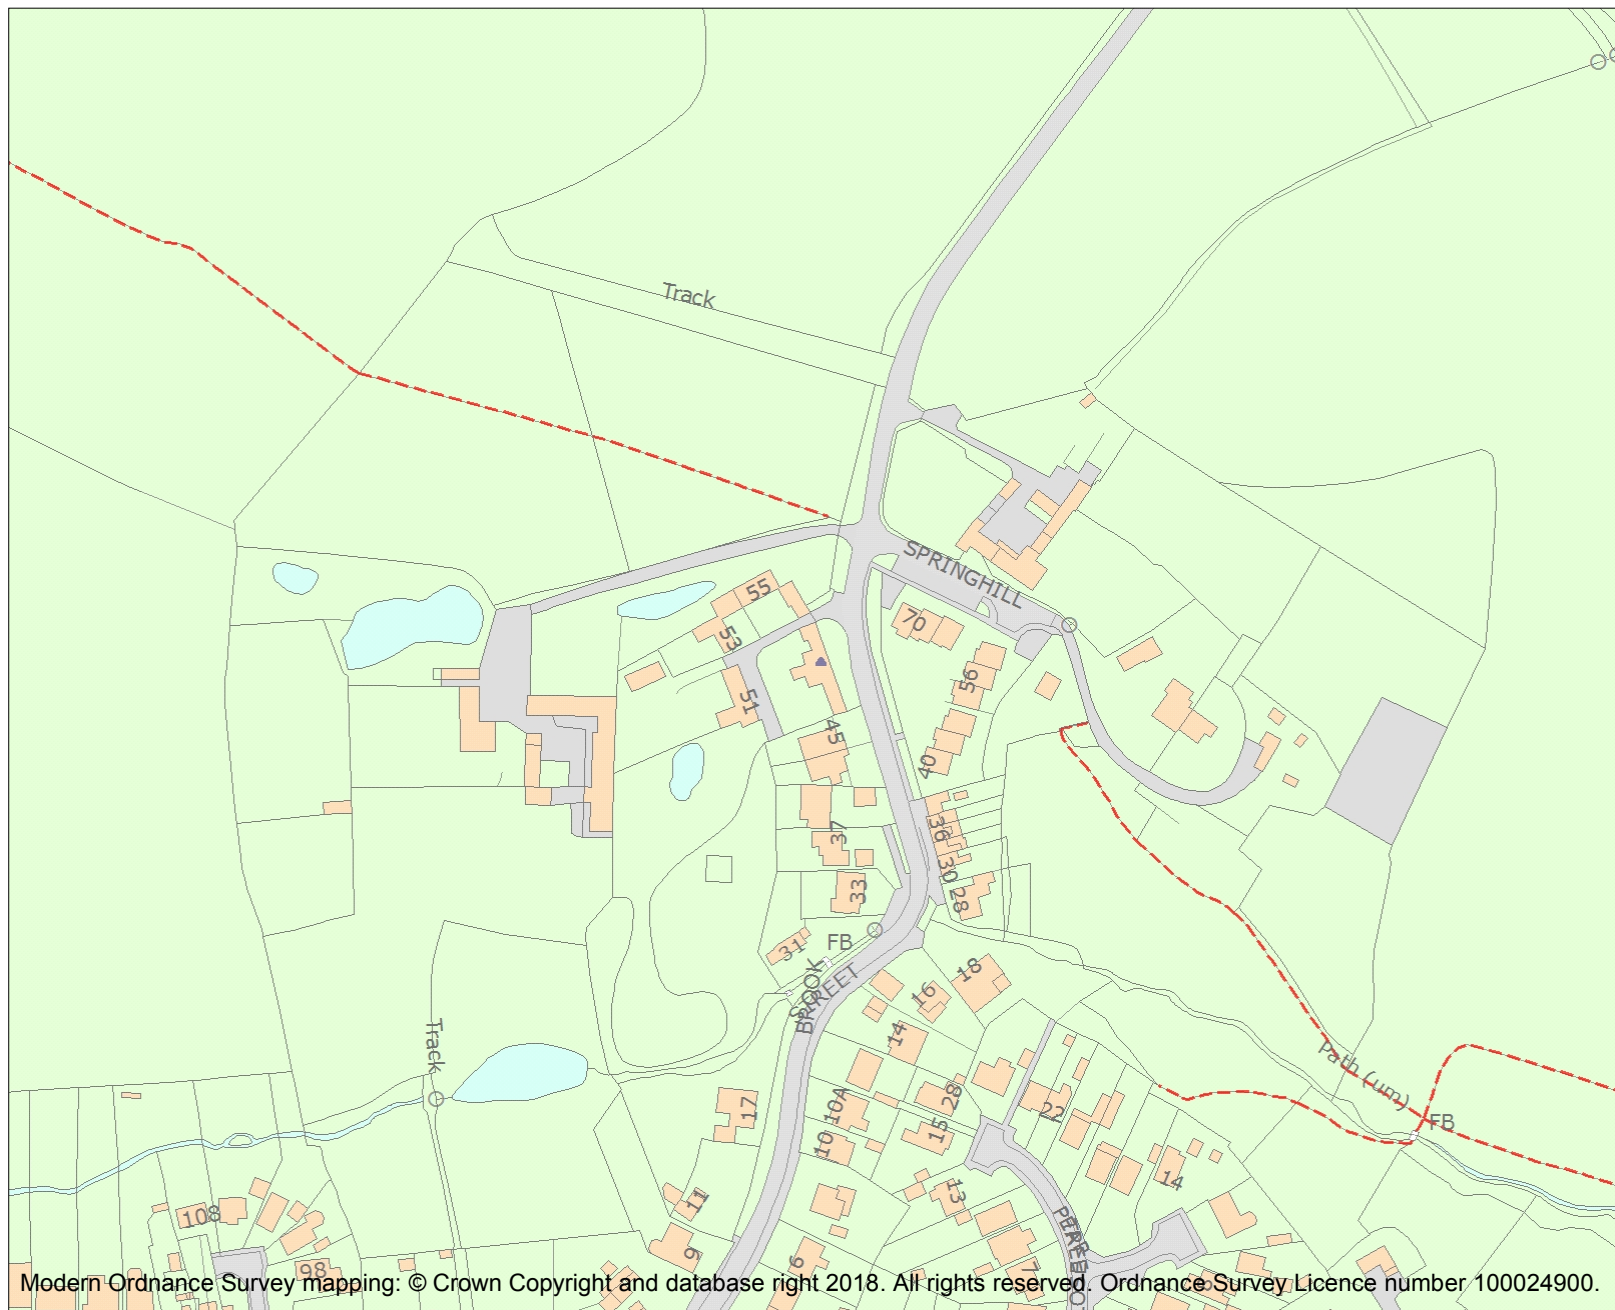 Track
SPRINGHILL
55
70
53
56
51
45
40
36
37
30
33
28
31
FB
18
BROOK
STREET
16
14
Track
28
10A
22
17
FB
Path (um)
15
10
14
13
11
108
9
6
7
98
Modern Ordnance Survey mapping: © Crown Copyright and database right 2018. All rights reserved. Ordnance Survey Licence number 100024900.